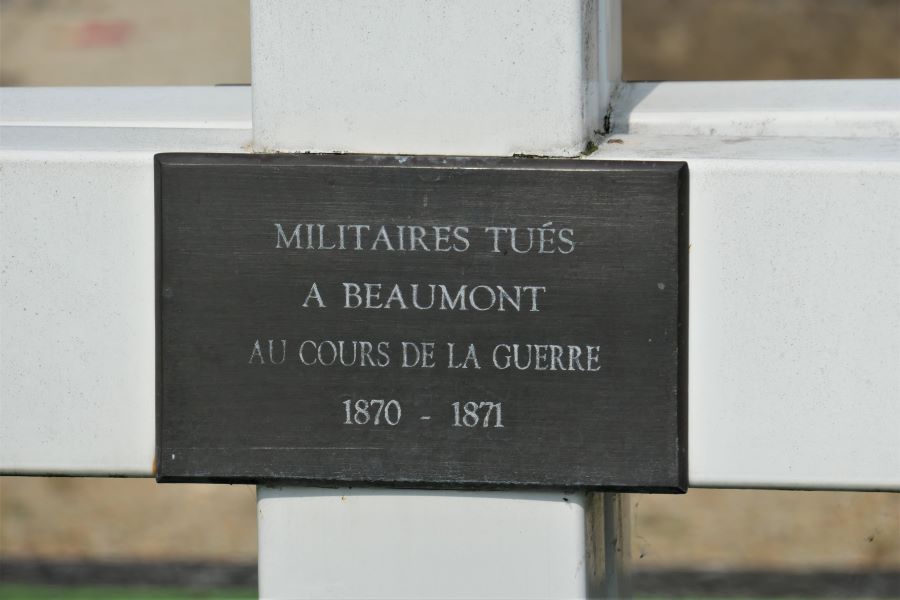 MILITAIRES TUÉS
A BEAUMONT
AU COURS DE LA GUERRE
1870 - 1871